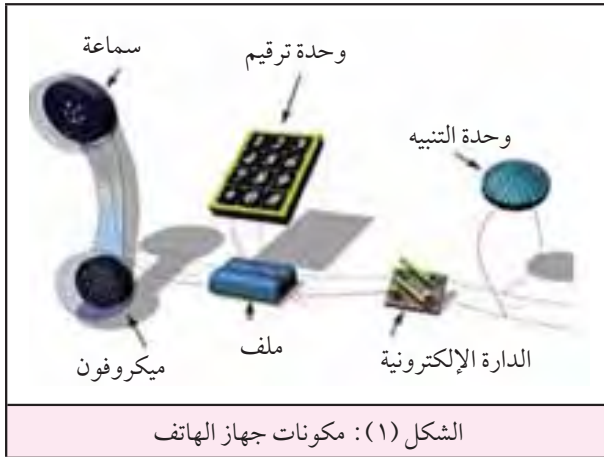 سماعة
وحدة ترقيم
وحدة التنبيه
ميكروفون
ملف
الدارة الإلكترونية
الشكل (١): مكونات جهاز الهاتف